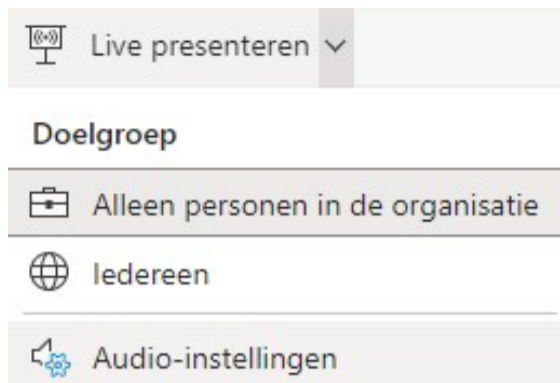 Live presenteren
Doelgroep
Alleen personen in de organisatie
Iedereen
Audio-instellingen